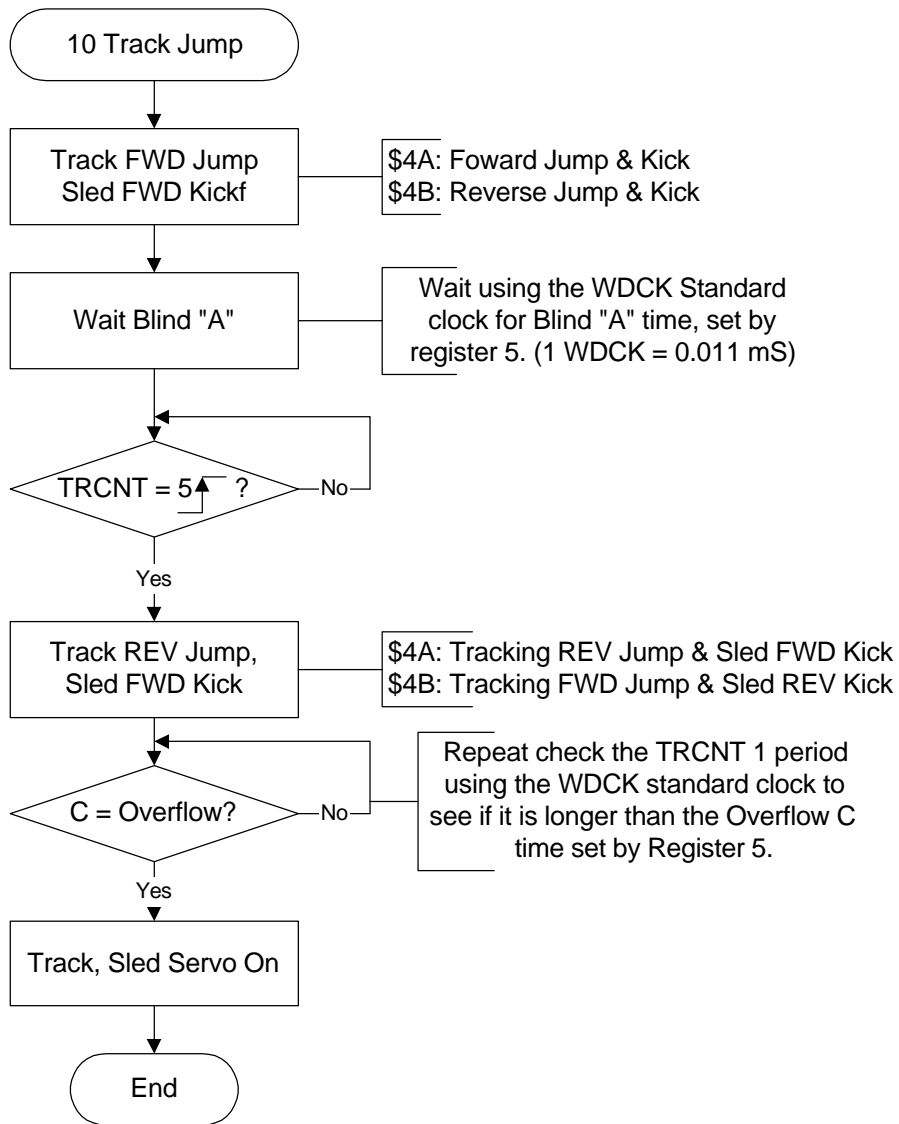 10 Track Jump
Track FWD Jump
Sled FWD Kickf
$4A: Foward Jump & Kick
$4B: Reverse Jump & Kick
Wait Blind "A"
Wait using the WDCK Standard
clock for Blind "A" time, set by
register 5. (1 WDCK = 0.011 mS)
TRCNT = 5 ?
No
Yes
Track REV Jump,
Sled FWD Kick
$4A: Tracking REV Jump & Sled FWD Kick
$4B: Tracking FWD Jump & Sled REV Kick
C = Overflow?
No
Repeat check the TRCNT 1 period
using the WDCK standard clock to
see if it is longer than the Overflow C
time set by Register 5.
Yes
Track, Sled Servo On
End